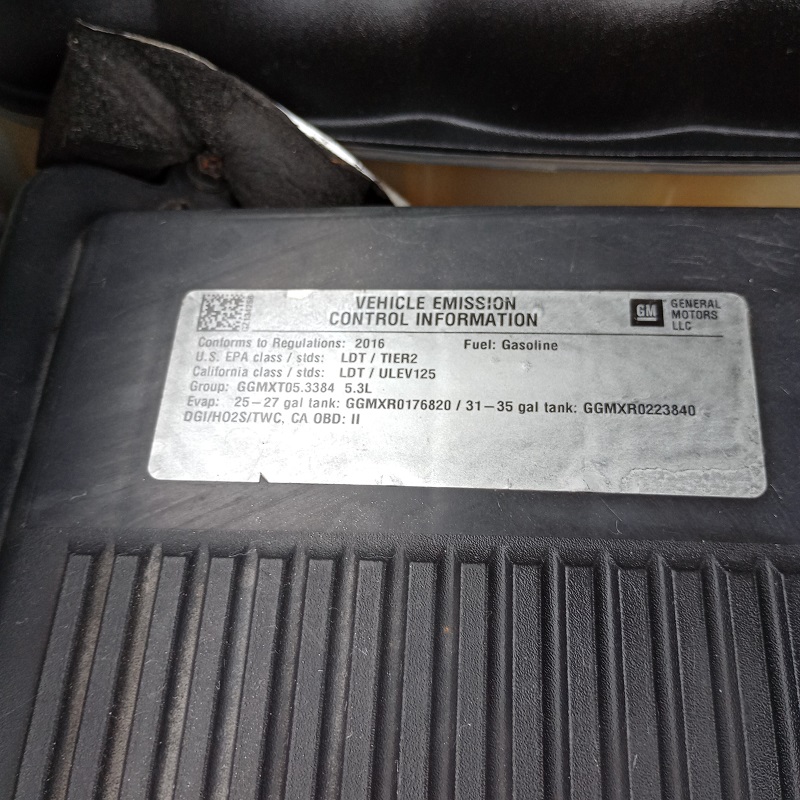 VEHICLE EMISSION
CONTROL INFORMATION
GM GENERAL
MOTORS
LLC
Conforms to Regulations: 2016 Fuel: Gasoline
U.S. EPA class / stds: LDT / TIER2
California class / stds: LDT / ULEV125
Group: GGMXT05.3384 5.3L
Evap: 25-27 gal tank: GGMXR0176820 / 31-35 gal tank: GGMXR0223840
DGI/HO2S/TWC, CA OBD: II